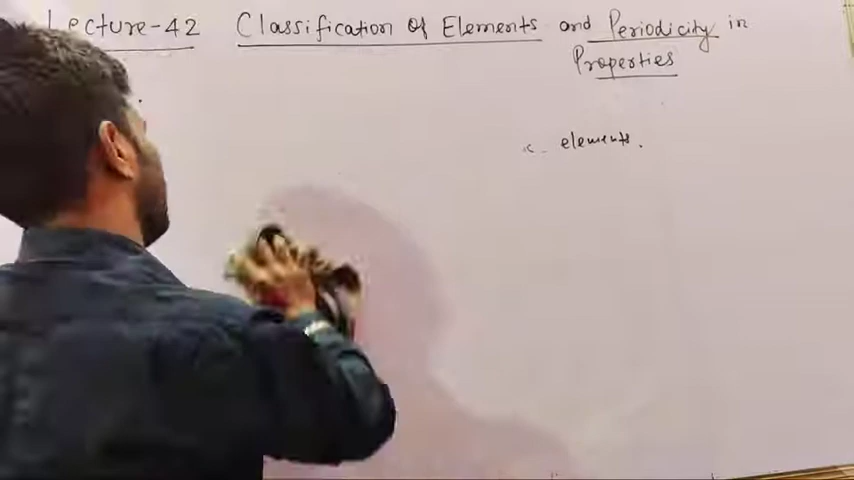 Lecture-42 Classification of Elements and Periodicity in
Properties
elements.